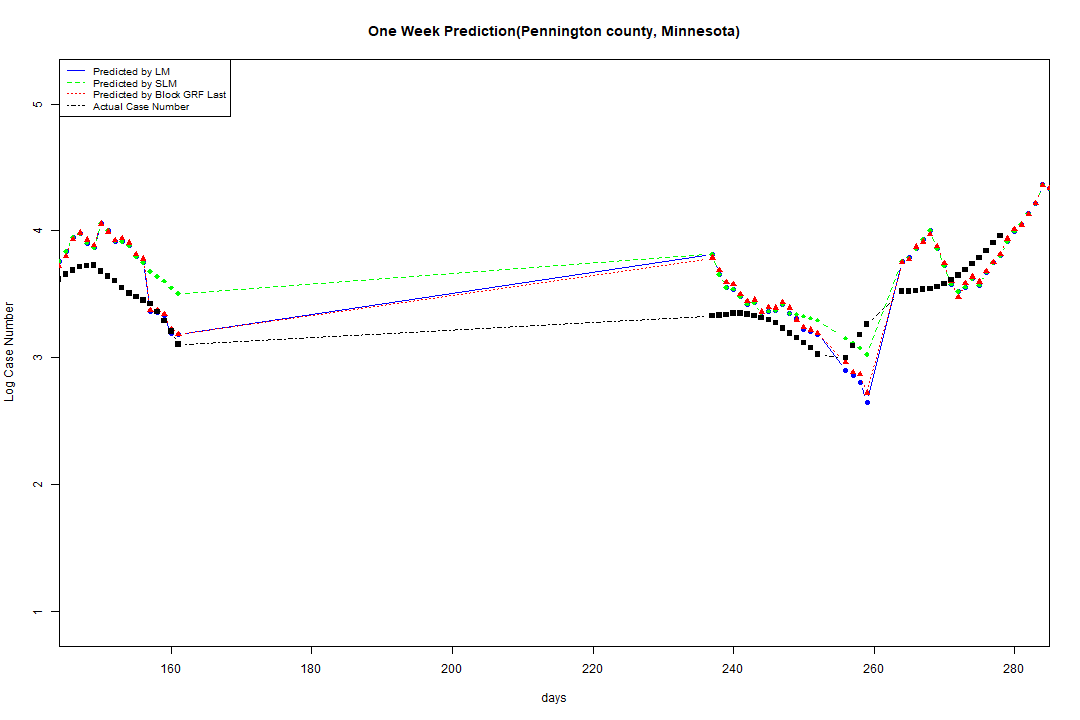 One Week Prediction(Pennington county, Minnesota)
Predicted by LM
Predicted by SLM
Predicted by Block GRF Last
Actual Case Number
5
4
3
2
1
Log Case Number
160 180 200 220 240 260 280
days